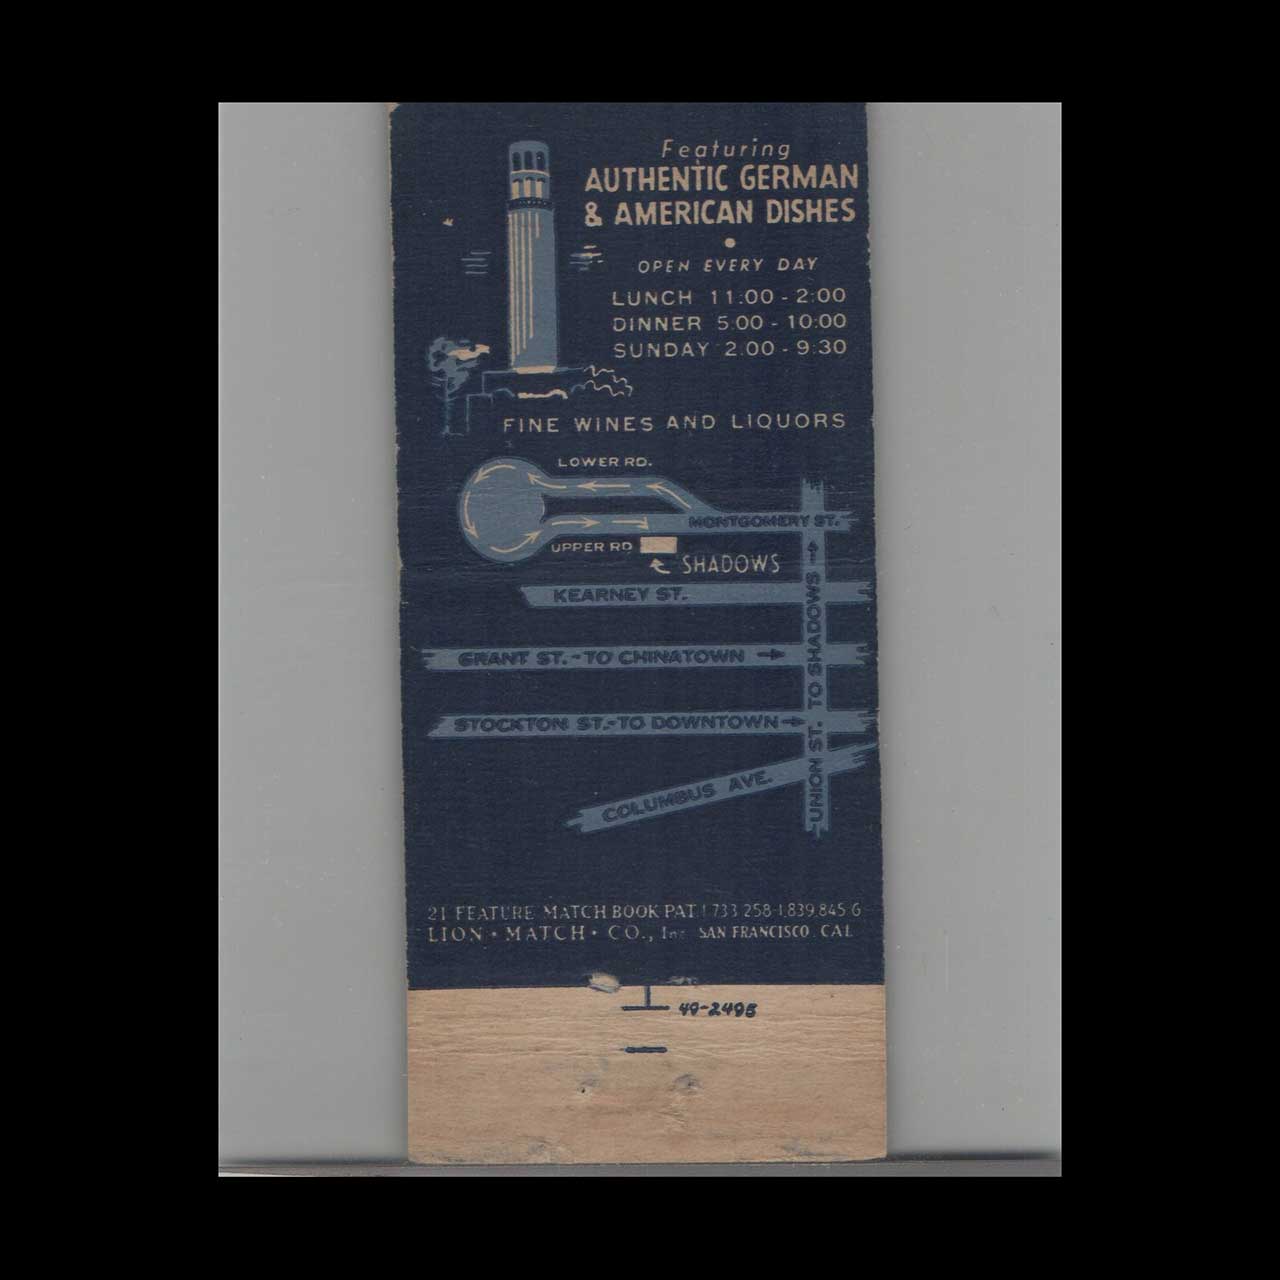 Featuring
AUTHENTIC GERMAN
& AMERICAN DISHES
OPEN EVERY DAY
LUNCH 11:00 - 2:00
DINNER 5:00 - 10:00
SUNDAY 2:00 - 9:30
FINE WINES AND LIQUORS
LOWER RD.
MONTGOMERY ST.
UPPER RD
SHADOWS
KEARNEY ST.
UNION ST. TO SHADOWS
GRANT ST. - TO CHINATOWN
STOCKTON ST. - TO DOWNTOWN
COLUMBUS AVE.
21 FEATURE MATCH BOOK PAT. 1 733 258-1,839,845-6
LION • MATCH • CO., Inc. SAN FRANCISCO. CAL
49-2495